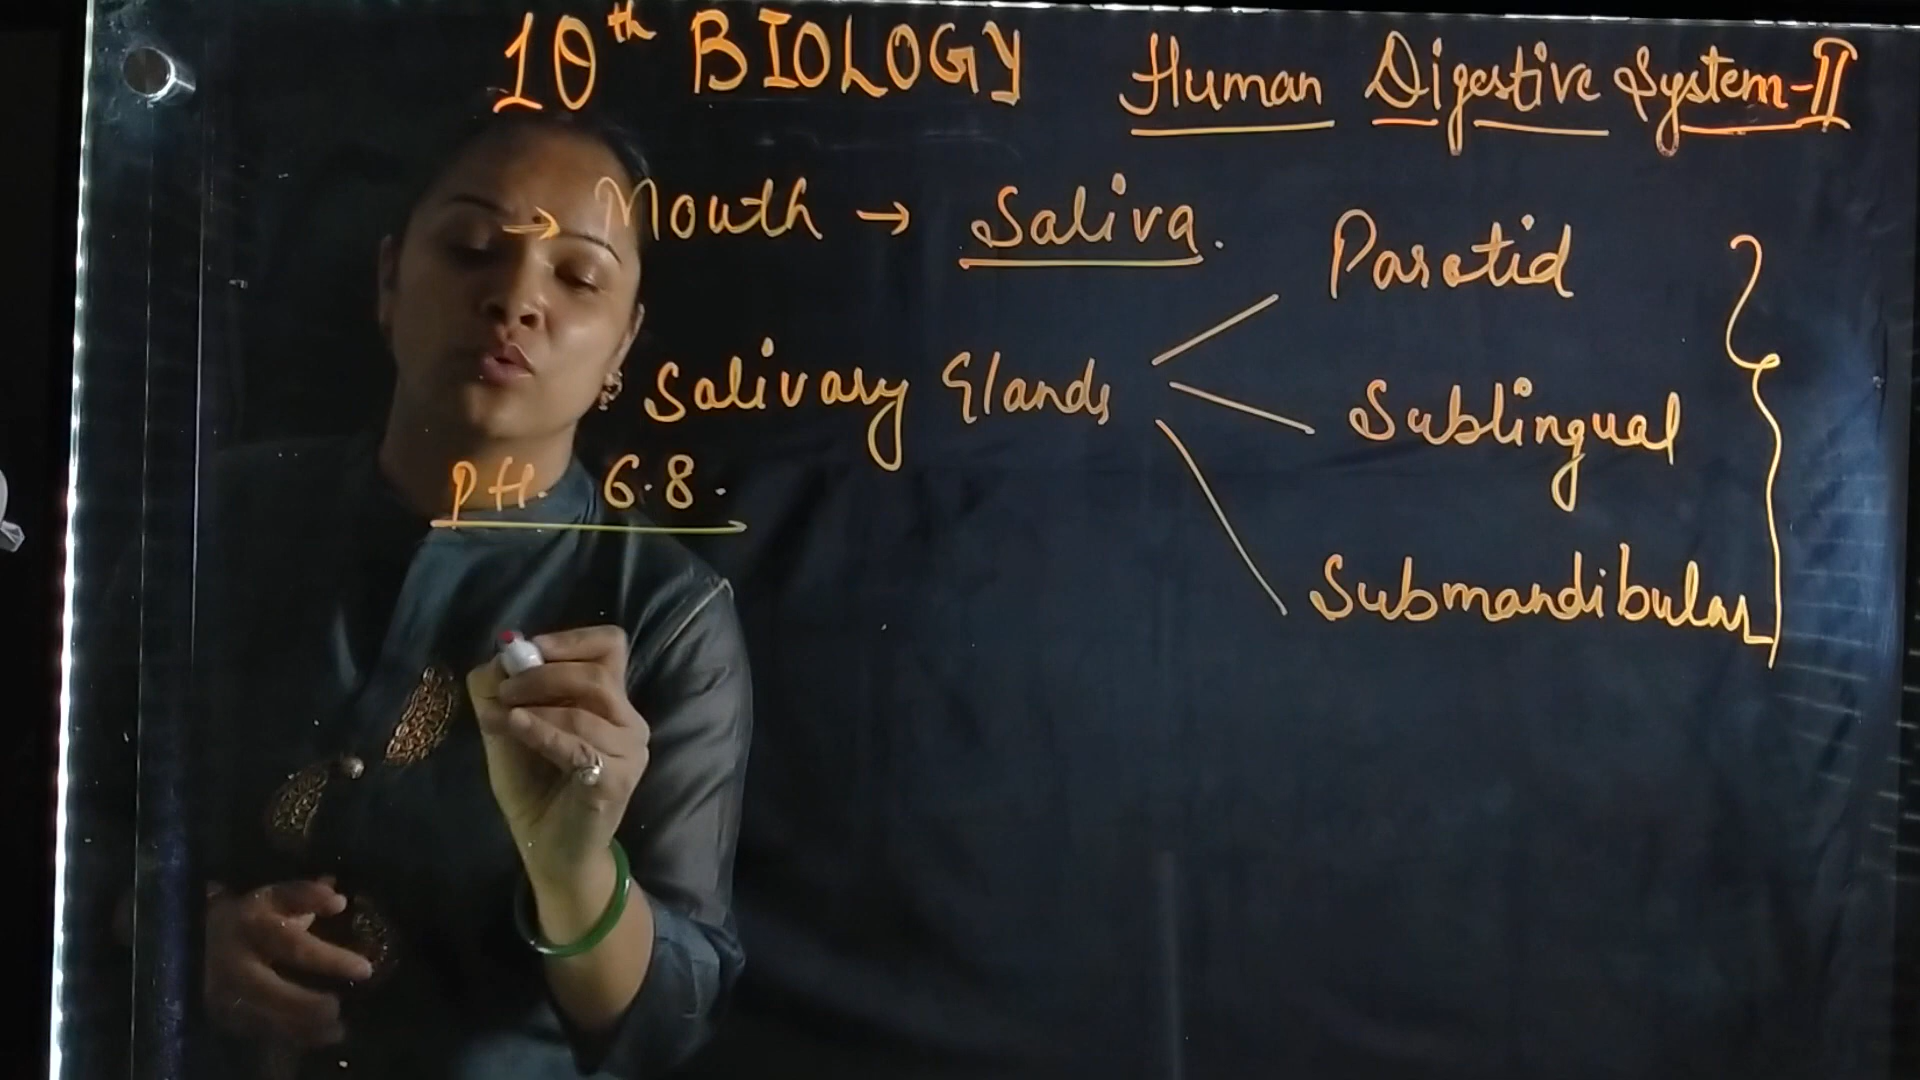 10th BIOLOGY Human Digestive System-II
→ Mouth → Saliva.
Parotid
Salivary Glands
Sublingual
PH. 6.8.
Submandibular